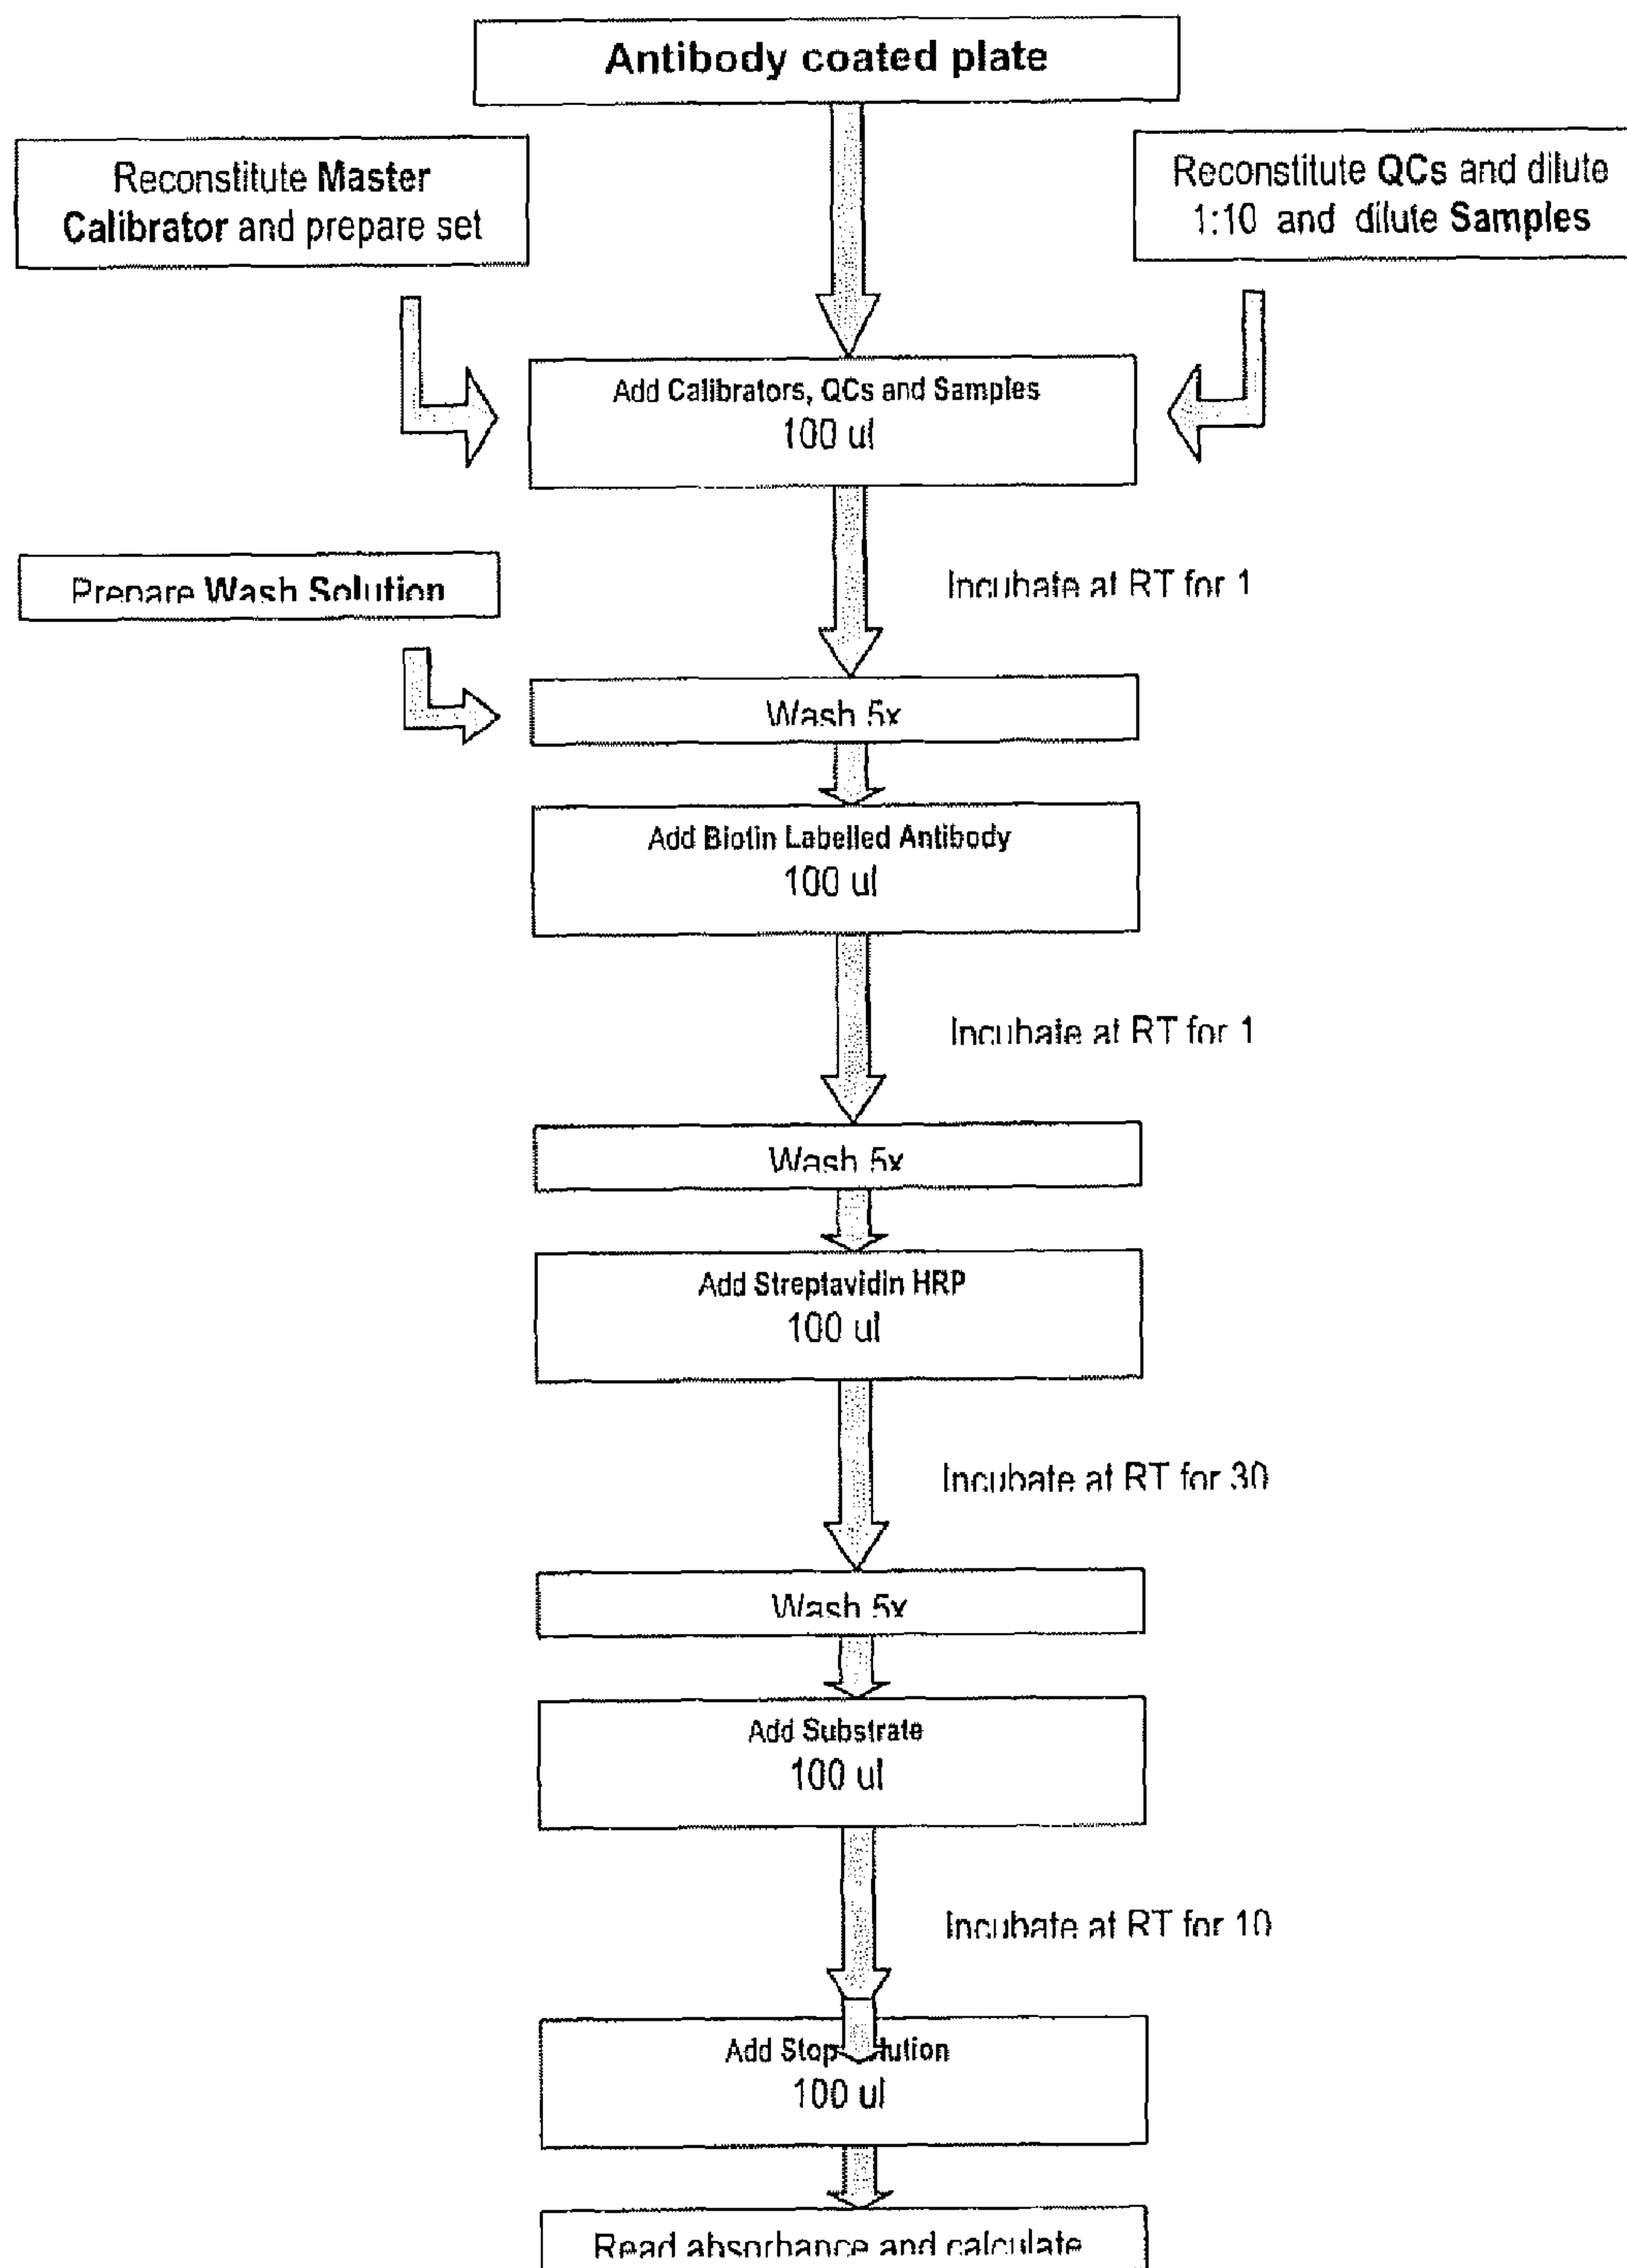 Antibody coated plate
Reconstitute Master
Calibrator and prepare set
Reconstitute QCs and dilute
1:10 and dilute Samples
Add Calibrators, QCs and Samples
100 ul
Incubate at RT for 1
Prepare Wash Solution
Wash 5x
Add Biotin Labelled Antibody
100 ul
Incubate at RT for 1
Wash 5x
Add Streptavidin HRP
100 ul
Incubate at RT for 30
Wash 5x
Add Substrate
100 ul
Incubate at RT for 10
Add Stop
100 ul
Read absorbance and calculate